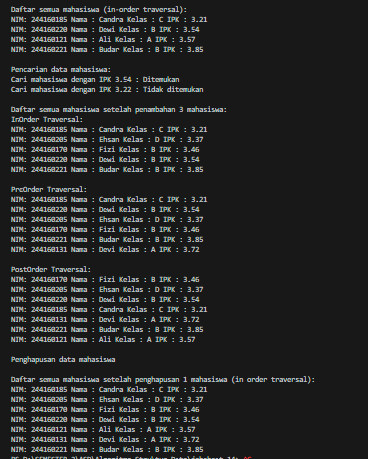 Daftar semua mahasiswa (in-order traversal):
NIM: 244160185 Nama : Candra Kelas : C IPK : 3.21
NIM: 244160220 Nama : Dewi Kelas : B IPK : 3.54
NIM: 244160121 Nama : Ali Kelas : A IPK : 3.57
NIM: 244160221 Nama : Budar Kelas : B IPK : 3.85
Pencarian data mahasiswa:
Cari mahasiswa dengan IPK 3.54 : Ditemukan
Cari mahasiswa dengan IPK 3.22 : Tidak ditemukan
Daftar semua mahasiswa setelah penambahan 3 mahasiswa:
InOrder Traversal:
NIM: 244160185 Nama : Candra Kelas : C IPK : 3.21
NIM: 244160205 Nama : Ehsan Kelas : D IPK : 3.37
NIM: 244160170 Nama : Fizi Kelas : B IPK : 3.46
NIM: 244160220 Nama : Dewi Kelas : B IPK : 3.54
NIM: 244160221 Nama : Budar Kelas : B IPK : 3.85
PreOrder Traversal:
NIM: 244160185 Nama : Candra Kelas : C IPK : 3.21
NIM: 244160220 Nama : Dewi Kelas : B IPK : 3.54
NIM: 244160205 Nama : Ehsan Kelas : D IPK : 3.37
NIM: 244160170 Nama : Fizi Kelas : B IPK : 3.46
NIM: 244160221 Nama : Budar Kelas : B IPK : 3.85
NIM: 244160131 Nama : Devi Kelas : A IPK : 3.72
PostOrder Traversal:
NIM: 244160170 Nama : Fizi Kelas : B IPK : 3.46
NIM: 244160205 Nama : Ehsan Kelas : D IPK : 3.37
NIM: 244160220 Nama : Dewi Kelas : B IPK : 3.54
NIM: 244160185 Nama : Candra Kelas : C IPK : 3.21
NIM: 244160131 Nama : Devi Kelas : A IPK : 3.72
NIM: 244160221 Nama : Budar Kelas : B IPK : 3.85
NIM: 244160121 Nama : Ali Kelas : A IPK : 3.57
Penghapusan data mahasiswa
Daftar semua mahasiswa setelah penghapusan 1 mahasiswa (in order traversal):
NIM: 244160185 Nama : Candra Kelas : C IPK : 3.21
NIM: 244160205 Nama : Ehsan Kelas : D IPK : 3.37
NIM: 244160170 Nama : Fizi Kelas : B IPK : 3.46
NIM: 244160220 Nama : Dewi Kelas : B IPK : 3.54
NIM: 244160121 Nama : Ali Kelas : A IPK : 3.57
NIM: 244160131 Nama : Devi Kelas : A IPK : 3.72
NIM: 244160221 Nama : Budar Kelas : B IPK : 3.85